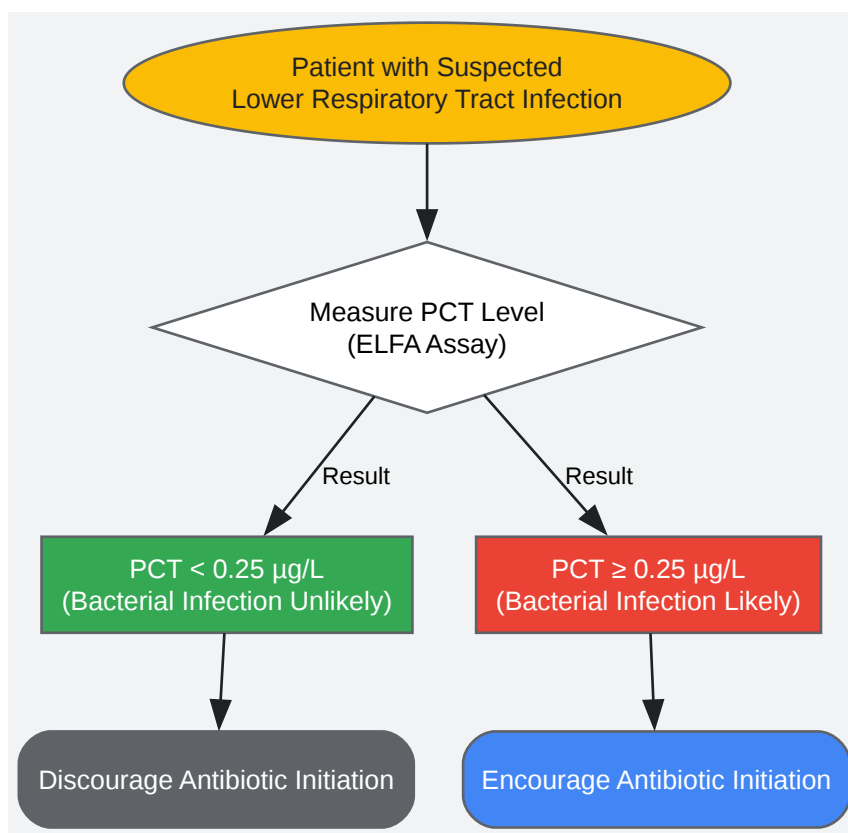 Patient with Suspected
Lower Respiratory Tract Infection
Measure PCT Level
(ELFA Assay)
Result
Result
PCT < 0.25 µg/L
(Bacterial Infection Unlikely)
PCT ≥ 0.25 µg/L
(Bacterial Infection Likely)
Discourage Antibiotic Initiation
Encourage Antibiotic Initiation